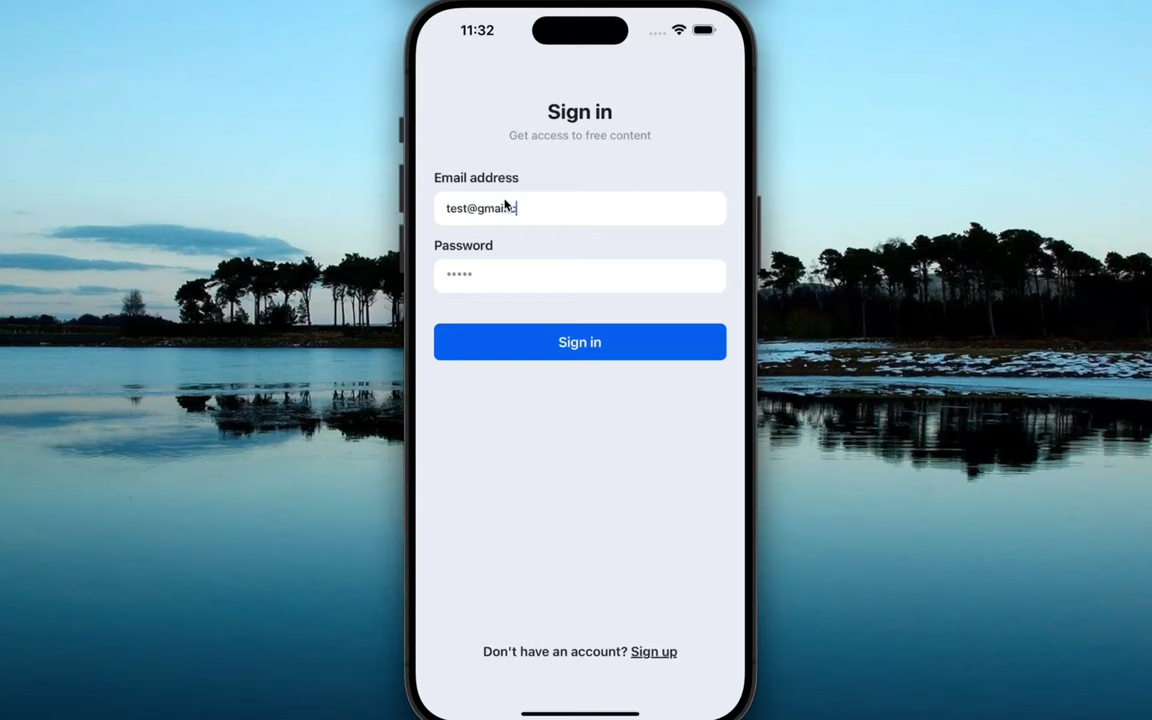 11:32
Sign in
Get access to free content
Email address
Password
•••••
Sign in
Don't have an account? Sign up